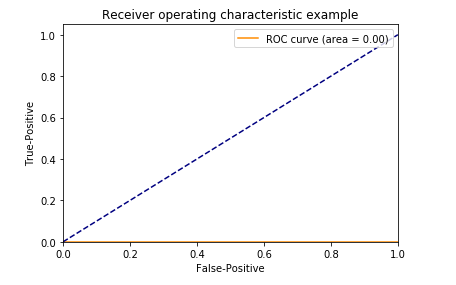 Receiver operating characteristic example
ROC curve (area = 0.00)
True-Positive
1.0
0.8
0.6
0.4
0.2
0.0
0.0 0.2 0.4 0.6 0.8 1.0
False-Positive